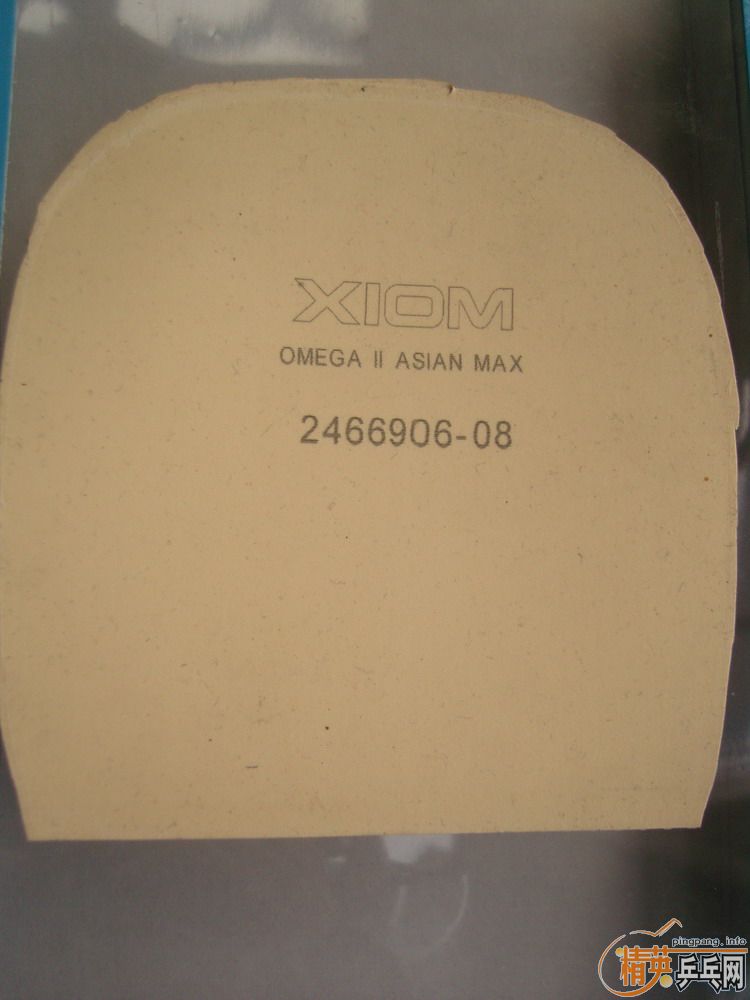 XIOM
OMEGA II ASIAN MAX
2466906-08
pingpang.info
精英乒乓网